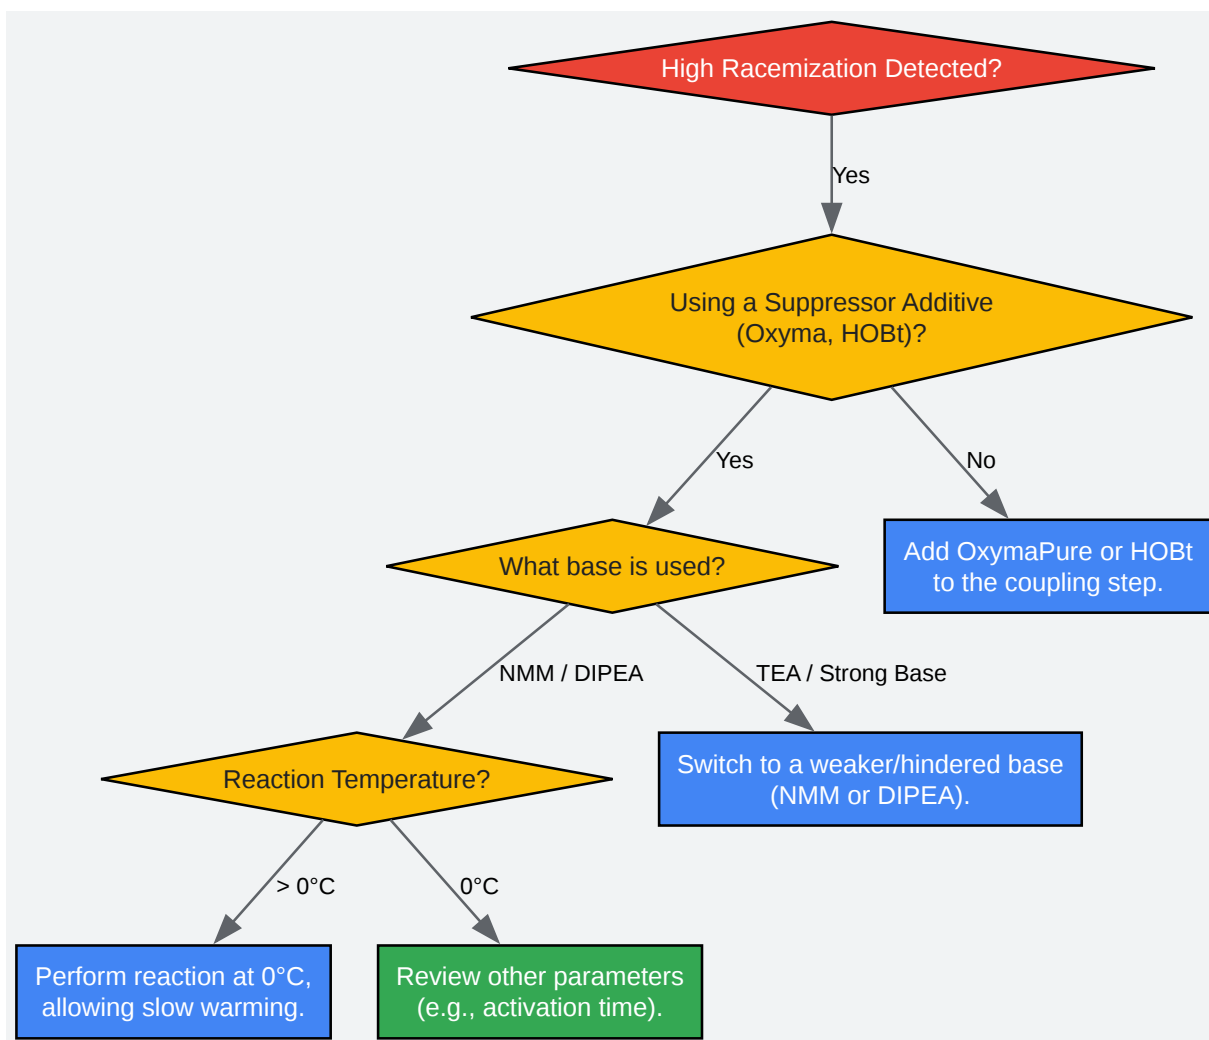 High Racemization Detected?
Yes
Using a Suppressor Additive
(Oxyma, HOBt)?
Yes
No
What base is used?
Add OxymaPure or HOBt
to the coupling step.
NMM / DIPEA
TEA / Strong Base
Reaction Temperature?
Switch to a weaker/hindered base
(NMM or DIPEA).
> 0°C
0°C
Perform reaction at 0°C,
allowing slow warming.
Review other parameters
(e.g., activation time).